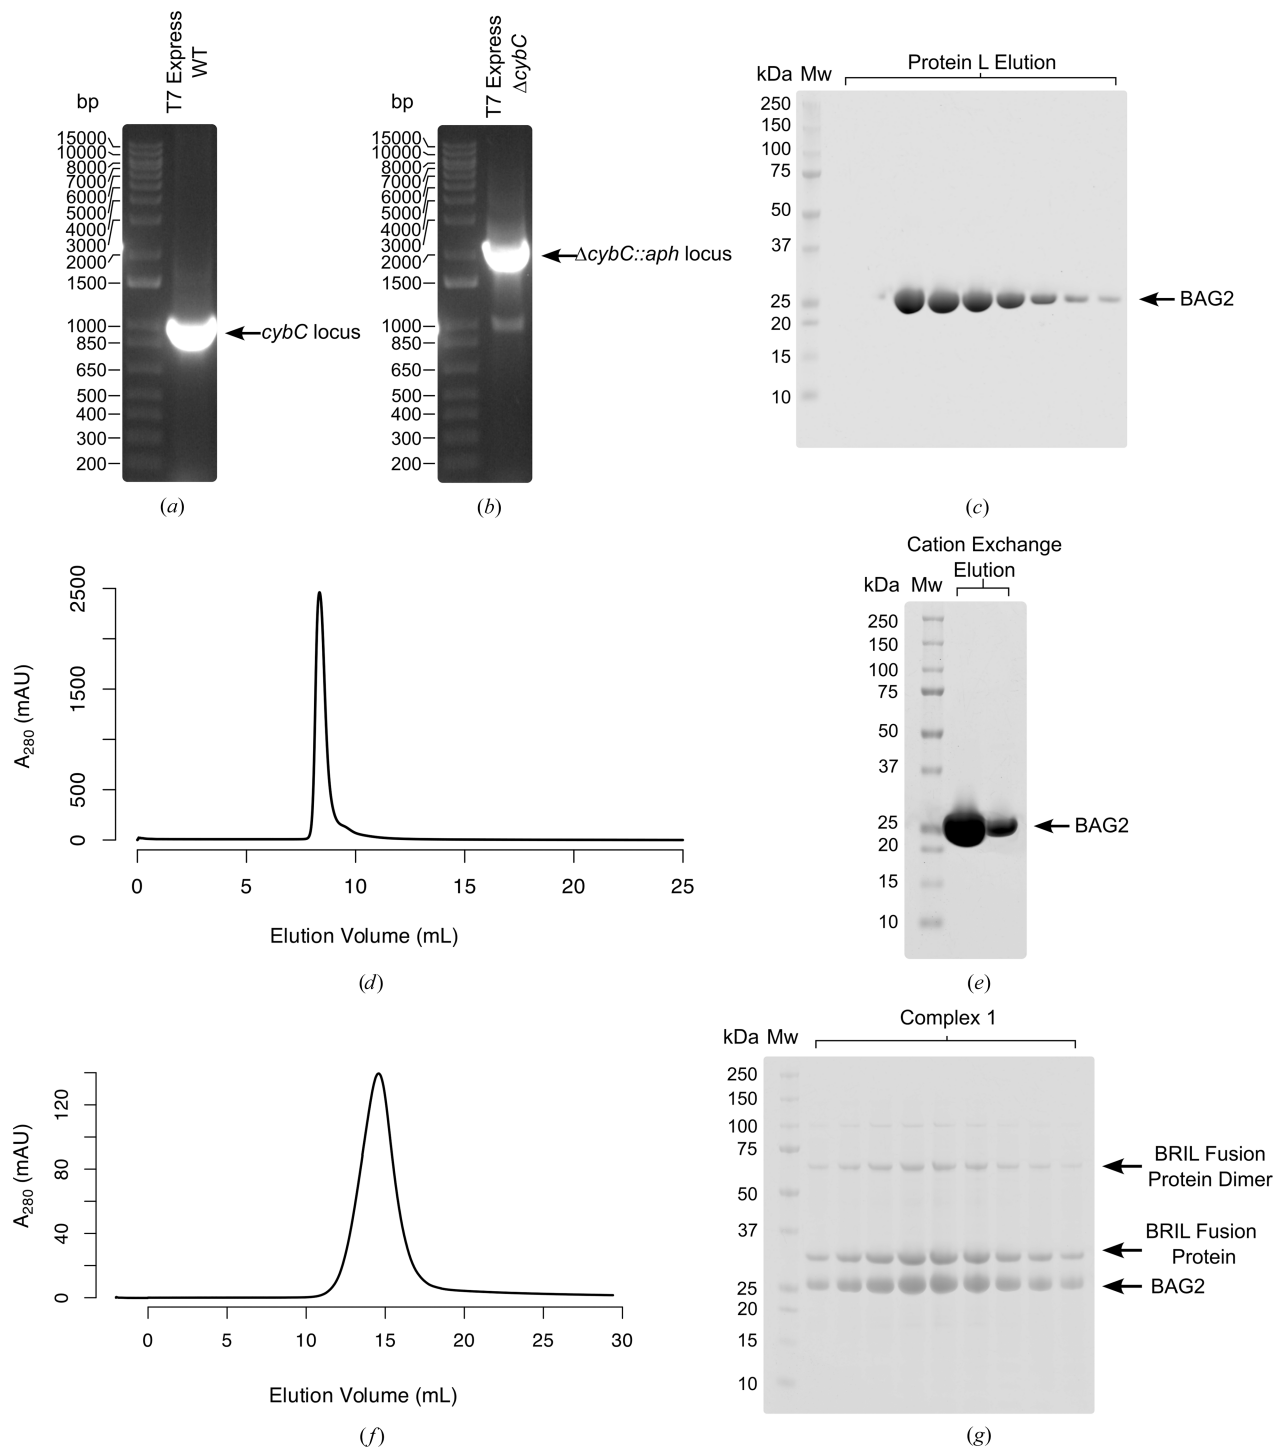 T7 Express
WT
bp
15000
10000
8000
7000
6000
5000
4000
3000
2000
1500
1000
850
650
500
400
300
200
cybC locus
(a)
T7 Express
ΔcybC
bp
15000
10000
8000
7000
6000
5000
4000
3000
2000
1500
1000
850
650
500
400
300
200
ΔcybC::aph locus
(b)
Protein L Elution
kDa Mw
250
150
100
75
50
37
25
20
15
10
BAG2
(c)
A280 (mAU)
2500
1500
500
0
0 5 10 15 20 25
Elution Volume (mL)
(d)
Cation Exchange
Elution
kDa Mw
250
150
100
75
50
37
25
20
15
10
BAG2
(e)
A280 (mAU)
120
80
40
0
0 5 10 15 20 25 30
Elution Volume (mL)
(f)
Complex 1
kDa Mw
250
150
100
75
50
37
25
20
15
10
BRIL Fusion
Protein Dimer
BRIL Fusion
Protein
BAG2
(g)